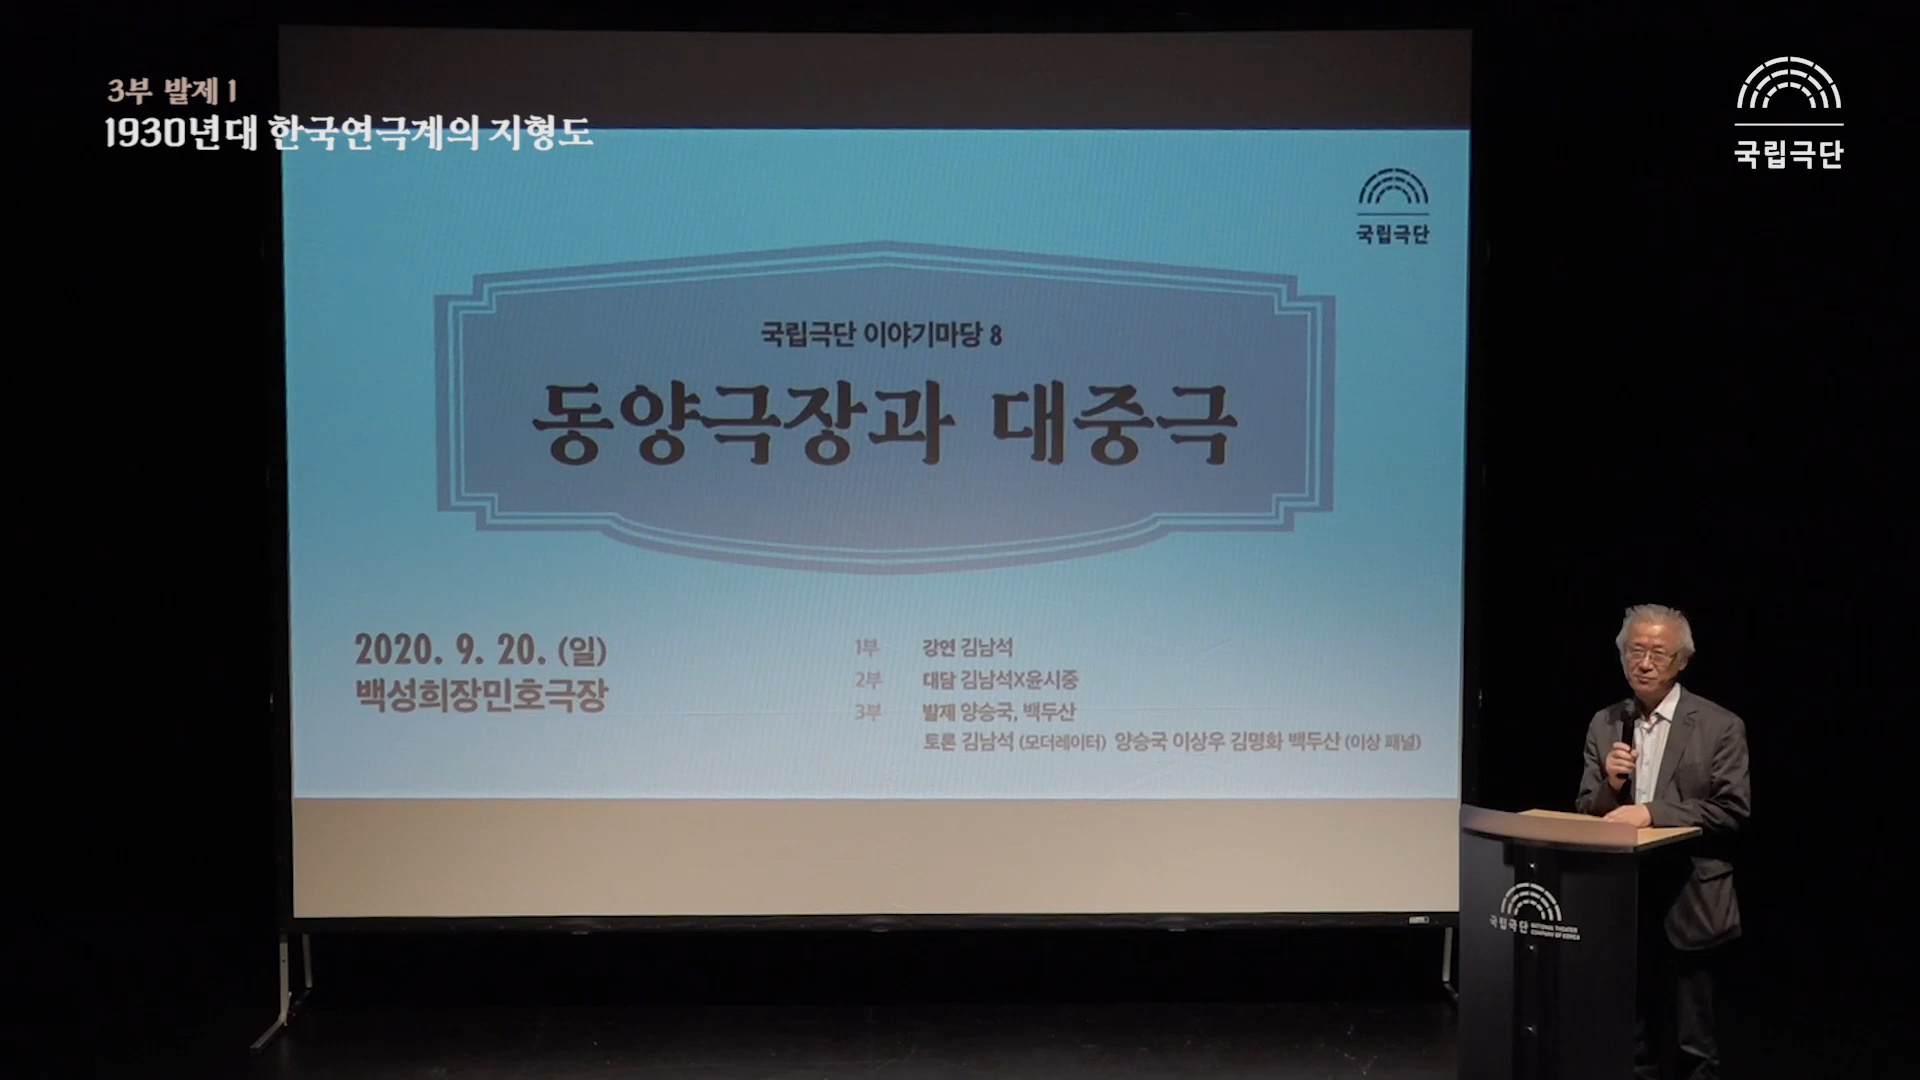 3부 발제 1
1930년대 한국연극계의 지형도
국립극단
국립극단
국립극단 이야기마당 8
동양극장과 대중극
2020. 9. 20. (일)
백성희장민호극장
1부 강연 김남석
2부 대담 김남석X윤시중
3부 발제 양승국, 백두산
토론 김남석 (모더레이터) 양승국 이상우 김명화 백두산 (이상 패널)
국립극단 NATIONAL THEATER
COMPANY OF KOREA